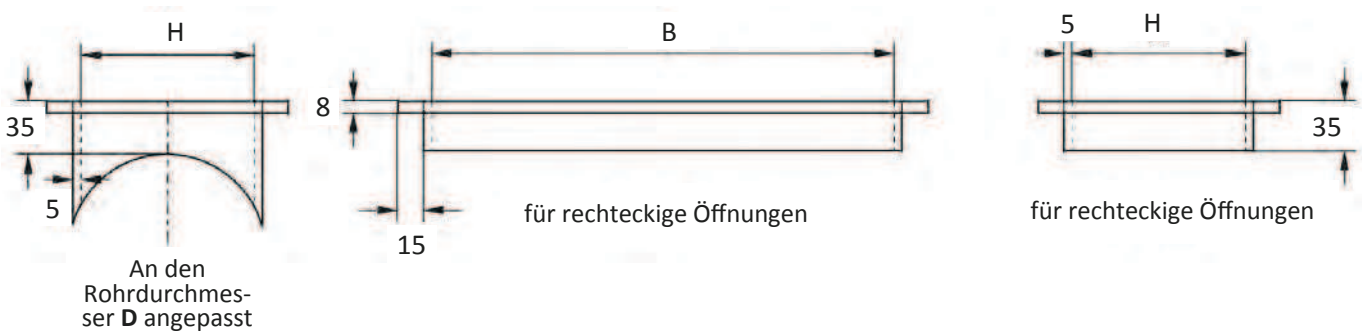 H
35
5
An den
Rohrdurchmes-
ser D angepasst
B
8
15
für rechteckige Öffnungen
5
H
35
für rechteckige Öffnungen